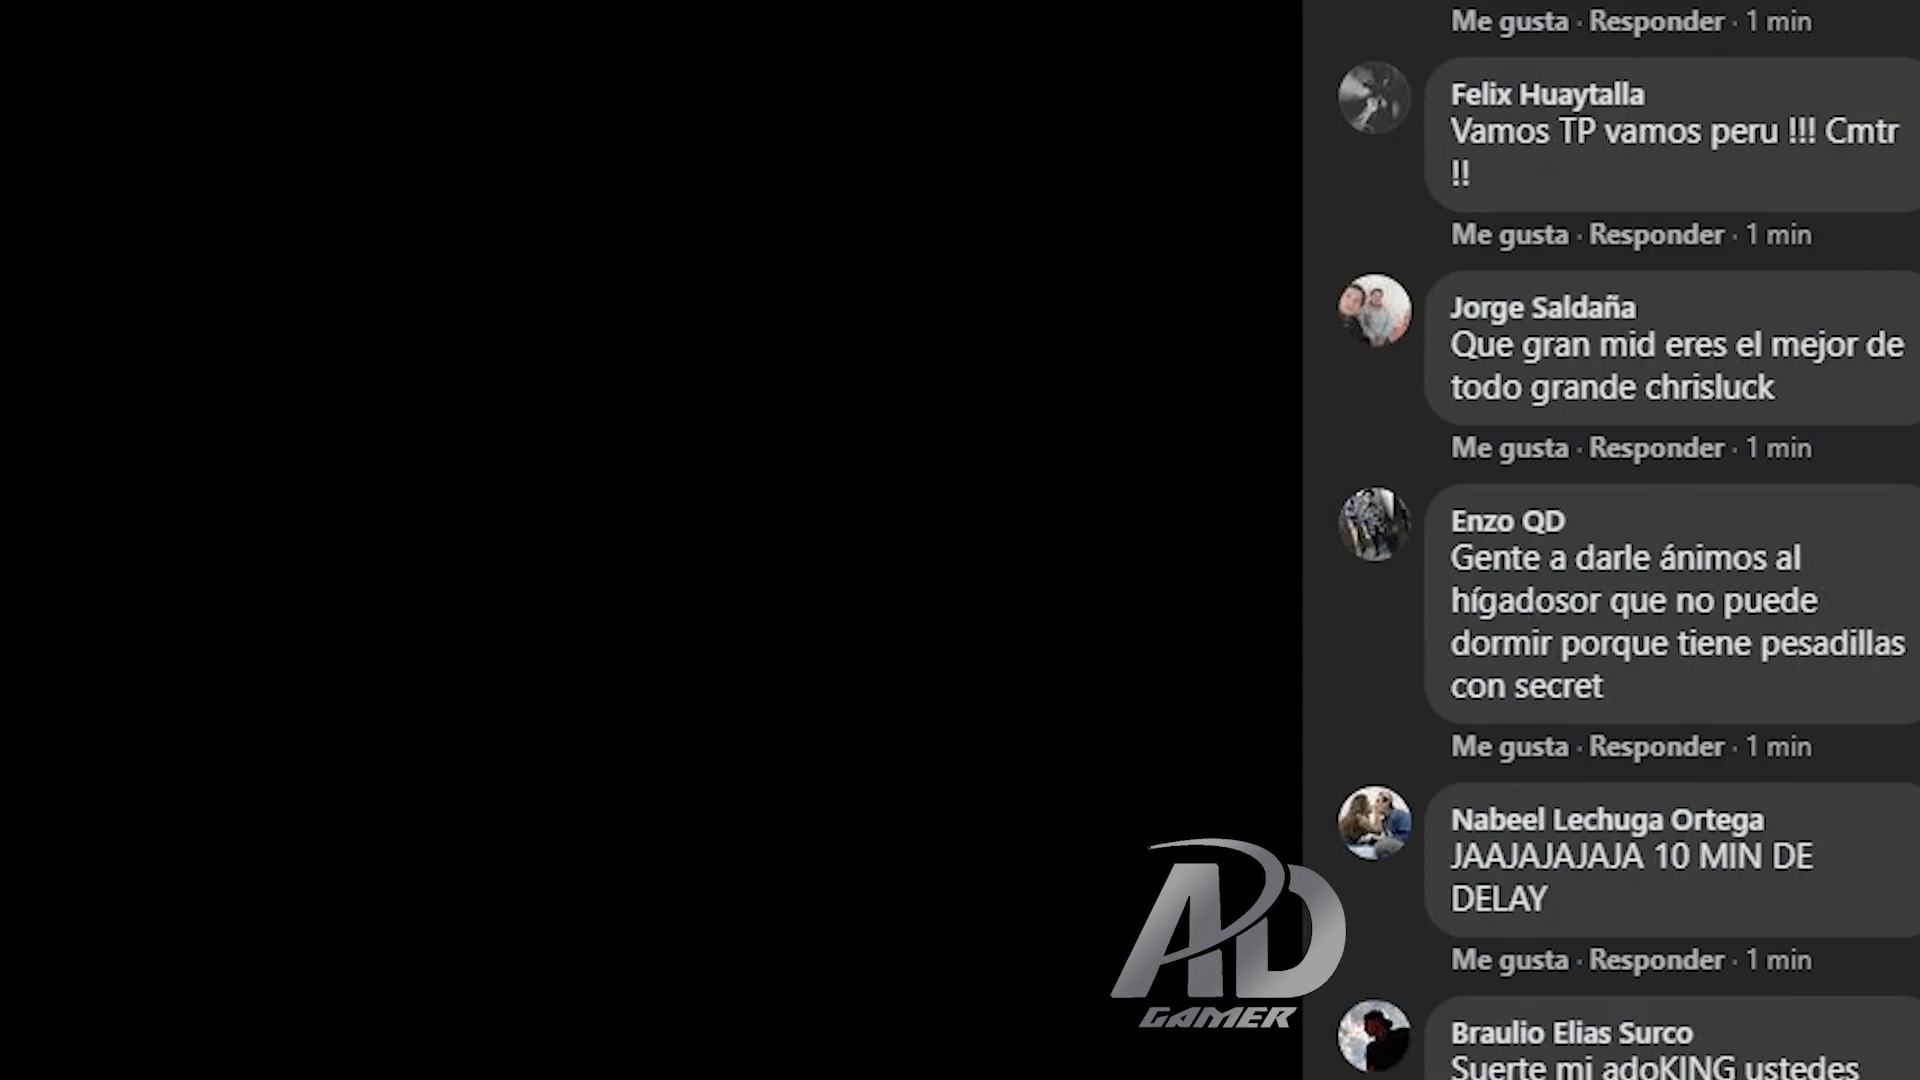 Me gusta · Responder · 1 min
Felix Huaytalla
Vamos TP vamos peru !!! Cmtr
!!
Me gusta · Responder · 1 min
Jorge Saldaña
Que gran mid eres el mejor de
todo grande chrisluck
Me gusta · Responder · 1 min
Enzo QD
Gente a darle ánimos al
hígadosor que no puede
dormir porque tiene pesadillas
con secret
Me gusta · Responder · 1 min
Nabeel Lechuga Ortega
JAAJAJAJAJA 10 MIN DE
DELAY
Me gusta · Responder · 1 min
Braulio Elias Surco
Suerte mi adoKING ustedes
AD
GAMER